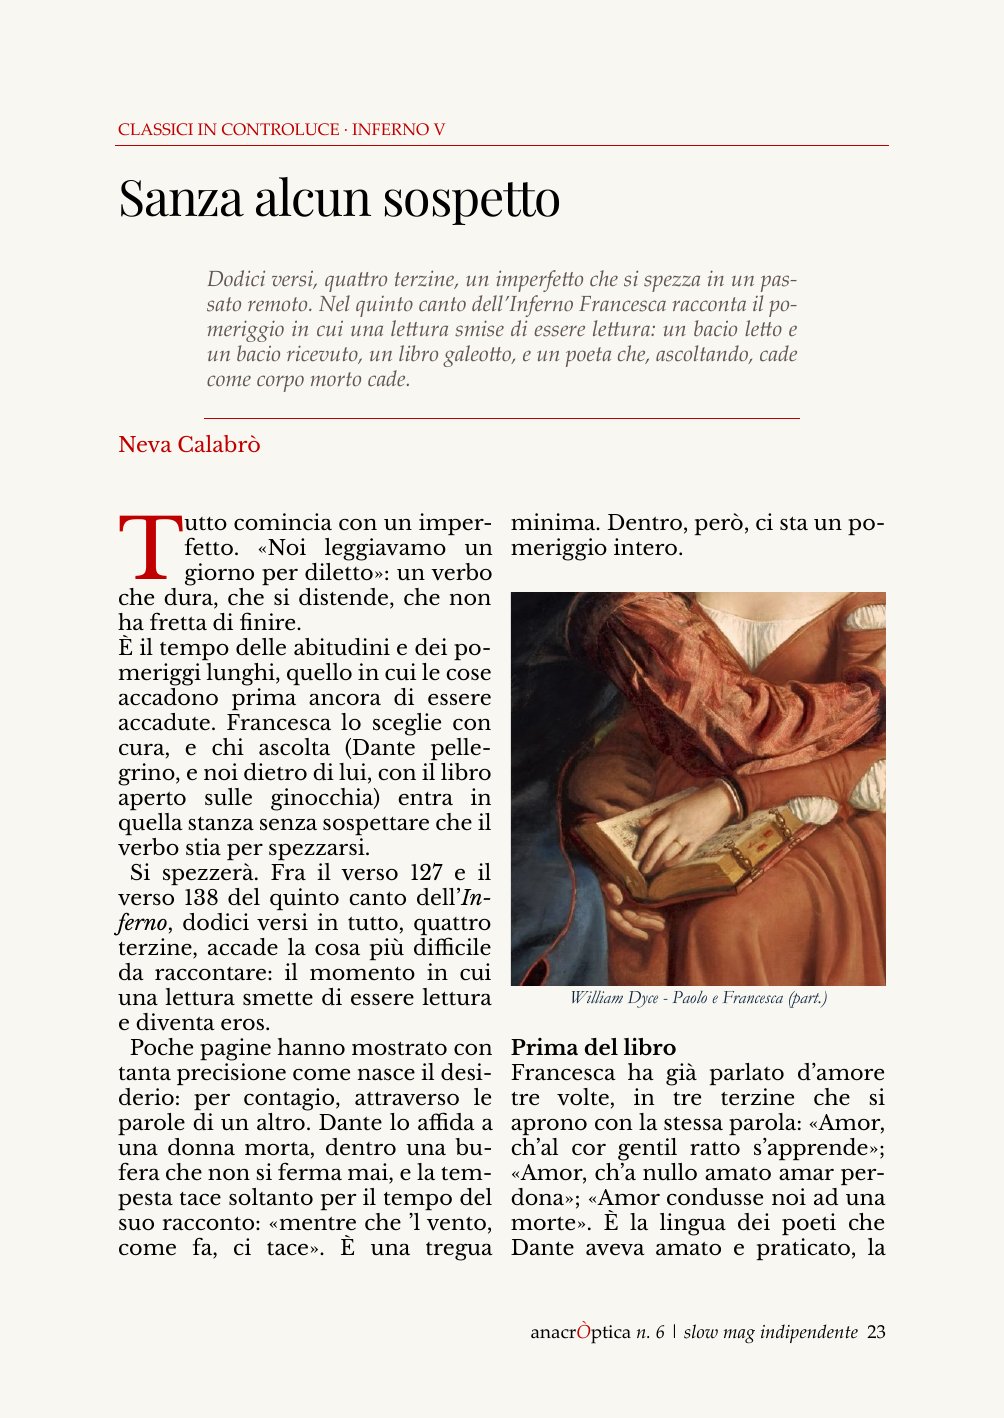 CLASSICI IN CONTROLUCE · INFERNO V
Sanza alcun sospetto
Dodici versi, quattro terzine, un imperfetto che si spezza in un pas-
sato remoto. Nel quinto canto dell’Inferno Francesca racconta il po-
meriggio in cui una lettura smise di essere lettura: un bacio letto e
un bacio ricevuto, un libro galeotto, e un poeta che, ascoltando, cade
come corpo morto cade.
Neva Calabrò
Tutto comincia con un imper-
fetto. «Noi leggiavamo un
giorno per diletto»: un verbo
che dura, che si distende, che non
ha fretta di finire.
È il tempo delle abitudini e dei po-
meriggi lunghi, quello in cui le cose
accadono prima ancora di essere
accadute. Francesca lo sceglie con
cura, e chi ascolta (Dante pelle-
grino, e noi dietro di lui, con il libro
aperto sulle ginocchia) entra in
quella stanza senza sospettare che il
verbo stia per spezzarsi.
Si spezzerà. Fra il verso 127 e il
verso 138 del quinto canto dell’In-
ferno, dodici versi in tutto, quattro
terzine, accade la cosa più difficile
da raccontare: il momento in cui
una lettura smette di essere lettura
e diventa eros.
Poche pagine hanno mostrato con
tanta precisione come nasce il desi-
derio: per contagio, attraverso le
parole di un altro. Dante lo affida a
una donna morta, dentro una bu-
fera che non si ferma mai, e la tem-
pesta tace soltanto per il tempo del
suo racconto: «mentre che ’l vento,
come fa, ci tace». È una tregua
minima. Dentro, però, ci sta un po-
meriggio intero.
William Dyce - Paolo e Francesca (part.)
Prima del libro
Francesca ha già parlato d’amore
tre volte, in tre terzine che si
aprono con la stessa parola: «Amor,
ch’al cor gentil ratto s’apprende»;
«Amor, ch’a nullo amato amar per-
dona»; «Amor condusse noi ad una
morte». È la lingua dei poeti che
Dante aveva amato e praticato, la
anacrÒptica n. 6 | slow mag indipendente 23